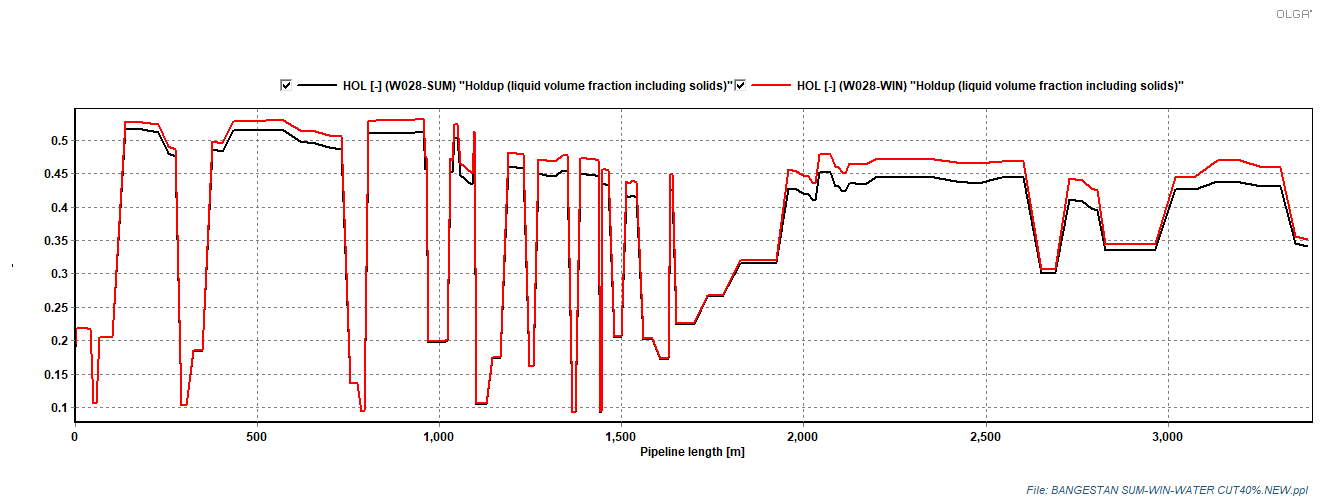 OLGA
HOL [-] (W028-SUM) "Holdup (liquid volume fraction including solids)" HOL [-] (W028-WIN) "Holdup (liquid volume fraction including solids)"
0.5
0.45
0.4
0.35
0.3
0.25
0.2
0.15
0.1
0 500 1,000 1,500 2,000 2,500 3,000
Pipeline length [m]
File: BANGESTAN SUM-WIN-WATER CUT40%.NEW.ppl